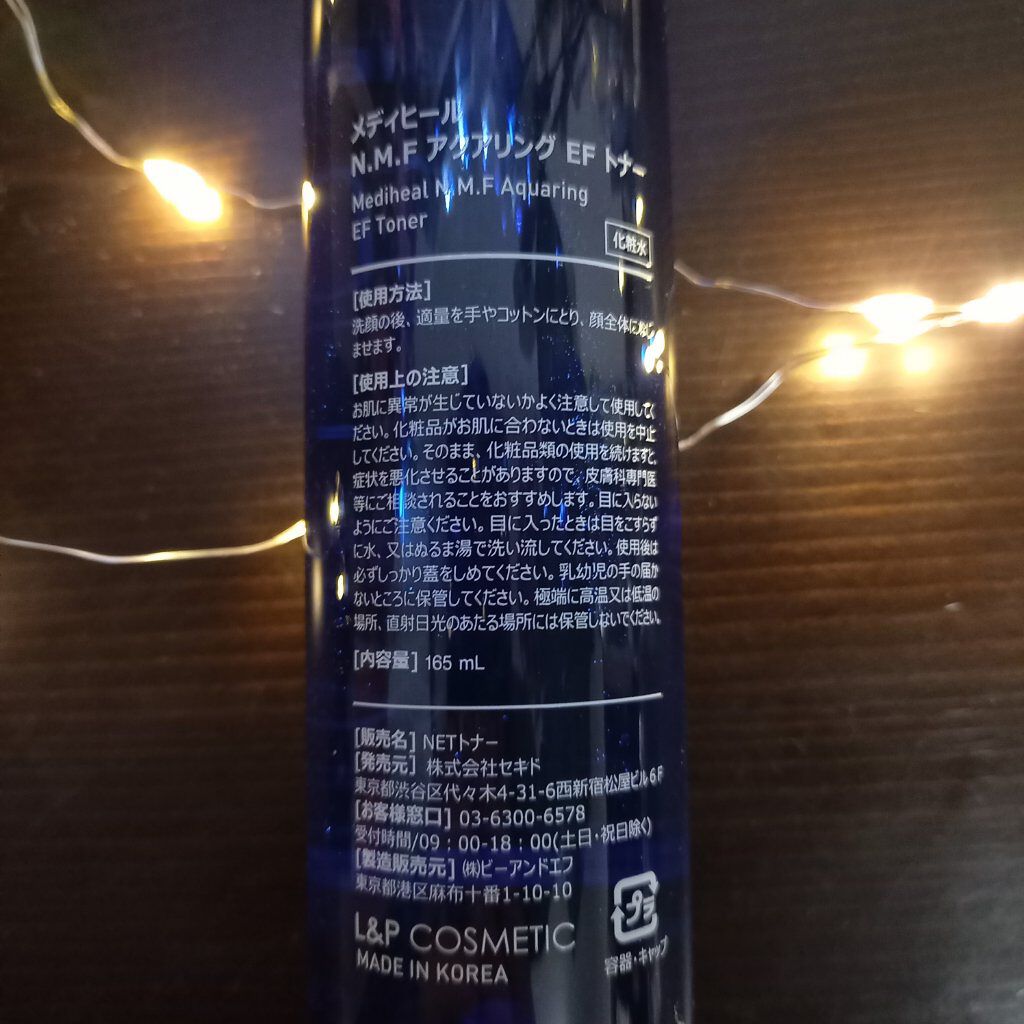 メディヒール
N.M.F アクアリング EF トナー
Mediheal N.M.F Aquaring
EF Toner
化粧水
[使用方法]
洗顔の後、適量を手やコットンにとり、顔全体になじ
ませます。
[使用上の注意]
お肌に異常が生じていないかよく注意して使用してく
ださい。化粧品がお肌に合わないときは使用を中止
してください。そのまま、化粧品類の使用を続けますと、
症状を悪化させることがありますので、皮膚科専門医
等にご相談されることをおすすめします。目に入らない
ようにご注意ください。目に入ったときは目をこすらず
に水、又はぬるま湯で洗い流してください。使用後は
必ずしっかり蓋をしめてください。乳幼児の手の届か
ないところに保管してください。極端に高温又は低温の
場所、直射日光のあたる場所には保管しないでください。
[内容量] 165 mL
[販売名] NETトナー
[発売元] 株式会社セキド
東京都渋谷区代々木4-31-6西新宿松屋ビル6F
[お客様窓口] 03-6300-6578
受付時間/09：00-18：00(土日・祝日除く)
[製造販売元] (株)ビーアンドエフ
東京都港区麻布十番1-10-10
プラ
L&P COSMETIC
MADE IN KOREA
容器・キャップ